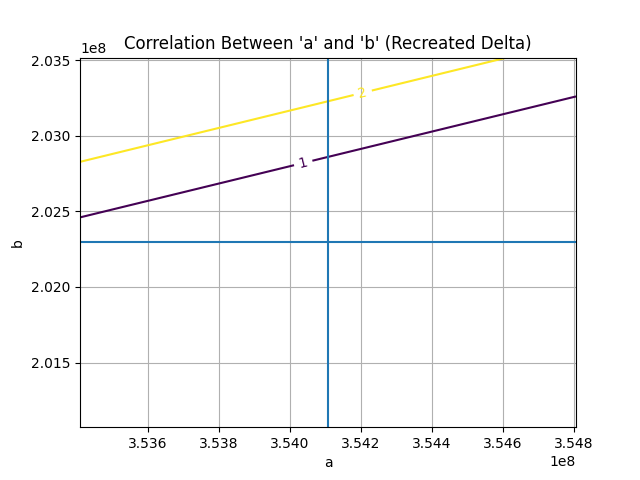 Correlation Between 'a' and 'b' (Recreated Delta)
1e8
2.035
2.030
2.025
2.020
2.015
b
2
1
3.536
3.538
3.540
3.542
3.544
3.546
3.548
a
1e8